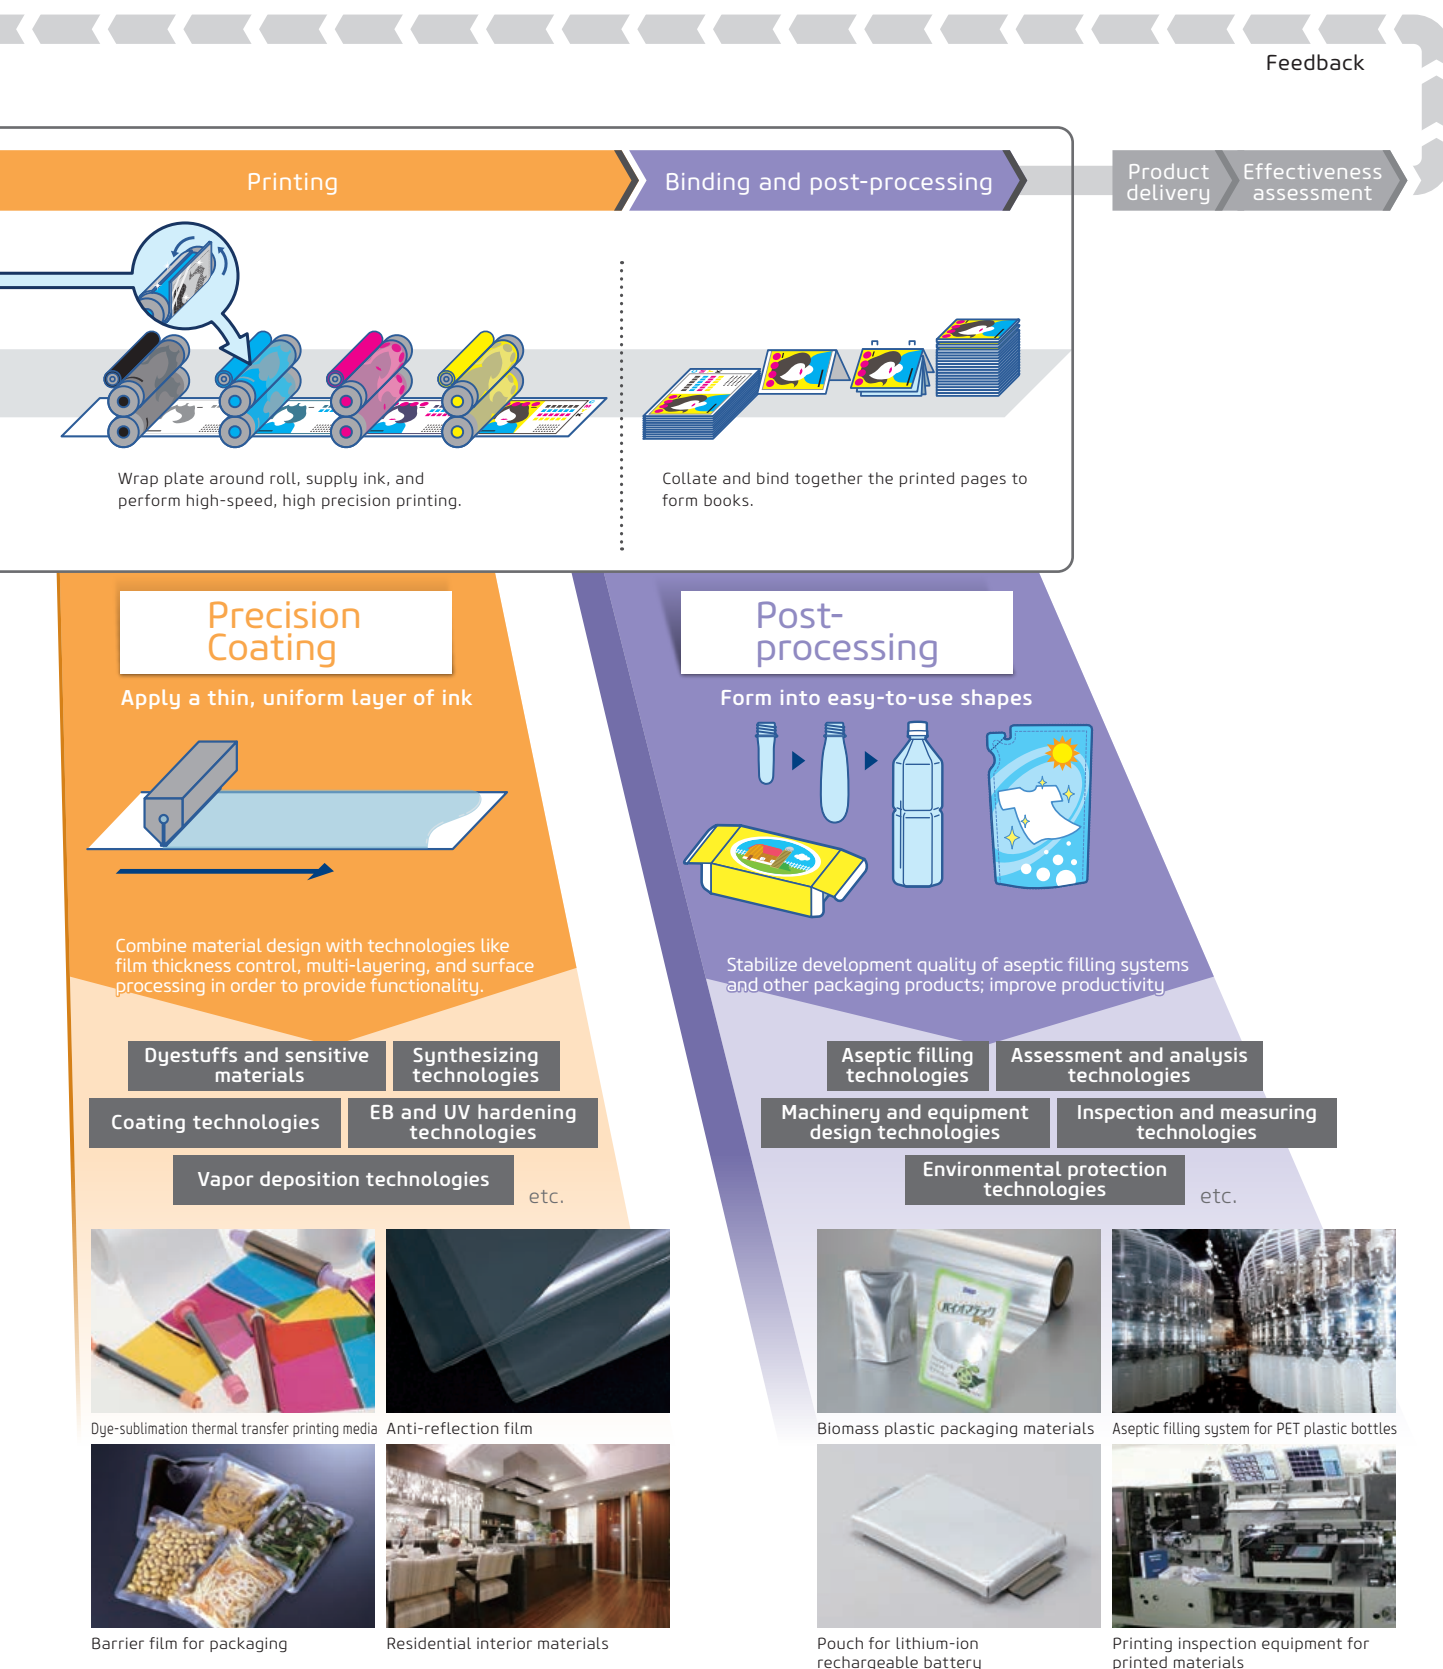 Feedback
Printing
Binding and post-processing
Product
delivery
Effectiveness
assessment
Wrap plate around roll, supply ink, and
perform high-speed, high precision printing.
Collate and bind together the printed pages to
form books.
Precision
Coating
Apply a thin, uniform layer of ink
Combine material design with technologies like
film thickness control, multi-layering, and surface
processing in order to provide functionality.
Dyestuffs and sensitive
materials
Synthesizing
technologies
Coating technologies
EB and UV hardening
technologies
Vapor deposition technologies
etc.
Dye-sublimation thermal transfer printing media
Anti-reflection film
Barrier film for packaging
Residential interior materials
Post-
processing
Form into easy-to-use shapes
Stabilize development quality of aseptic filling systems
and other packaging products; improve productivity
Aseptic filling
technologies
Assessment and analysis
technologies
Machinery and equipment
design technologies
Inspection and measuring
technologies
Environmental protection
technologies
etc.
DNP
バイオマテック
Biomass plastic packaging materials
Aseptic filling system for PET plastic bottles
Pouch for lithium-ion
rechargeable battery
Printing inspection equipment for
printed materials